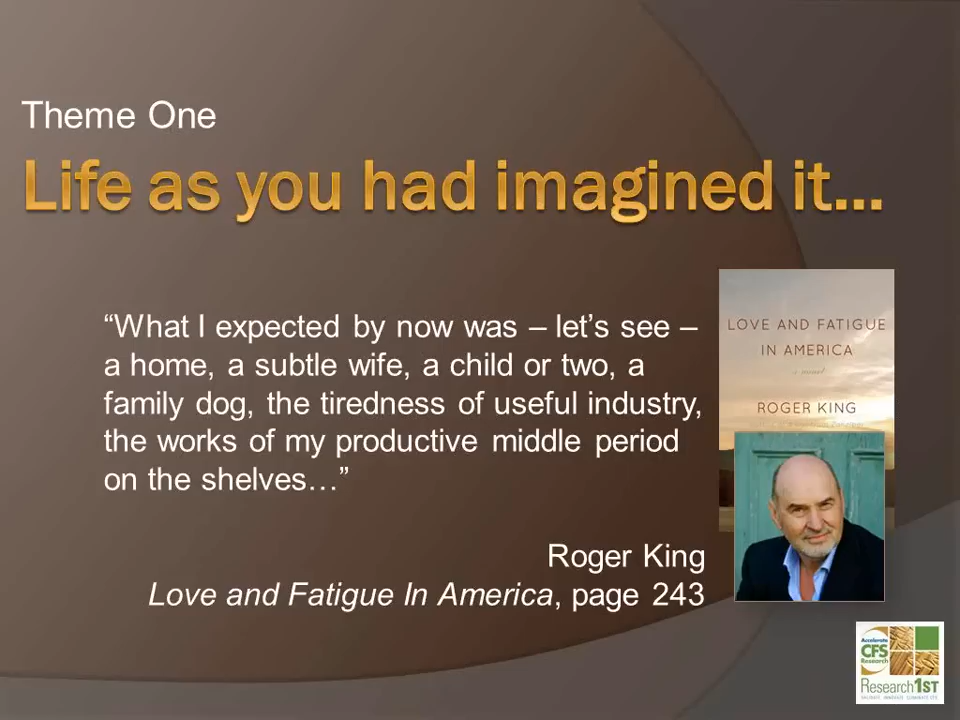 Theme One
Life as you had imagined it...
“What I expected by now was – let’s see –
a home, a subtle wife, a child or two, a
family dog, the tiredness of useful industry,
the works of my productive middle period
on the shelves…”
Roger King
Love and Fatigue In America, page 243
LOVE AND FATIGUE
IN AMERICA
a novel
ROGER KING
Accelerate
CFS
Research
Research1ST